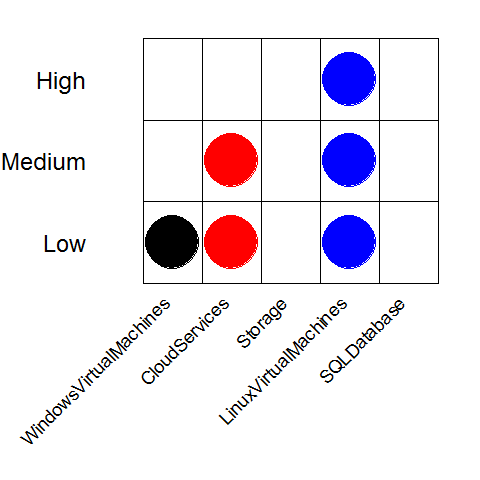 High
Medium
Low
WindowsVirtualMachines
CloudServices
Storage
LinuxVirtualMachines
SQLDatabase